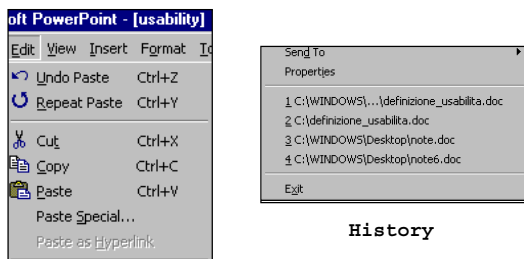 oft PowerPoint - [usability]
Edit View Insert Format To
Undo Paste Ctrl+Z
Repeat Paste Ctrl+Y
Cut Ctrl+X
Copy Ctrl+C
Paste Ctrl+V
Paste Special...
Paste as Hyperlink
Send To
Properties
1 C:\WINDOWS\...\definizione_usabilita.doc
2 C:\definizione_usabilita.doc
3 C:\WINDOWS\Desktop\note.doc
4 C:\WINDOWS\Desktop\note6.doc
Exit
History